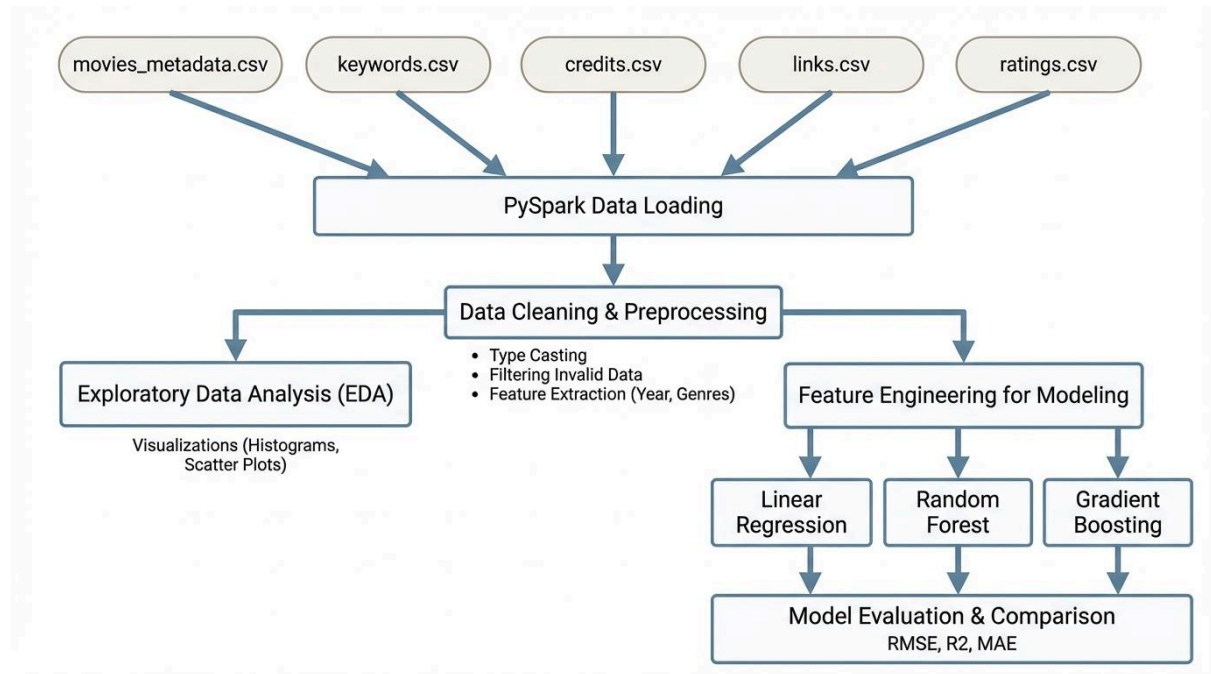 movies_metadata.csv
keywords.csv
credits.csv
links.csv
ratings.csv
PySpark Data Loading
Data Cleaning & Preprocessing
• Type Casting
• Filtering Invalid Data
• Feature Extraction (Year, Genres)
Exploratory Data Analysis (EDA)
Visualizations (Histograms,
Scatter Plots)
Feature Engineering for Modeling
Linear
Regression
Random
Forest
Gradient
Boosting
Model Evaluation & Comparison
RMSE, R2, MAE